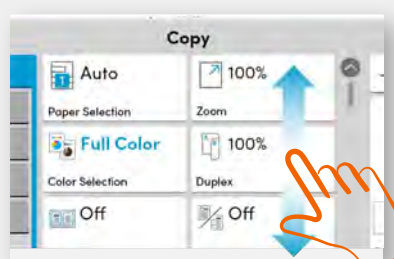 Copy
Auto
100%
Paper Selection
Zoom
Full Color
100%
Color Selection
Duplex
Off
Off